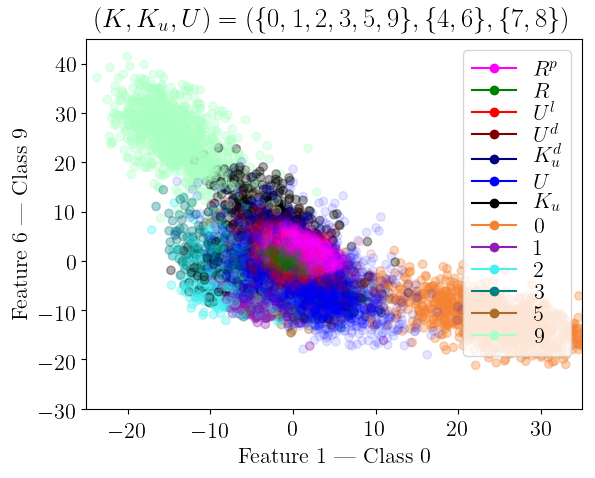 (K, K_u, U) = ({0, 1, 2, 3, 5, 9}, {4, 6}, {7, 8})
Feature 6 — Class 9
40
30
20
10
0
−10
−20
−30
R^p
R
U^l
U^d
K_u^d
U
K_u
0
1
2
3
5
9
−20 −10 0 10 20 30
Feature 1 — Class 0